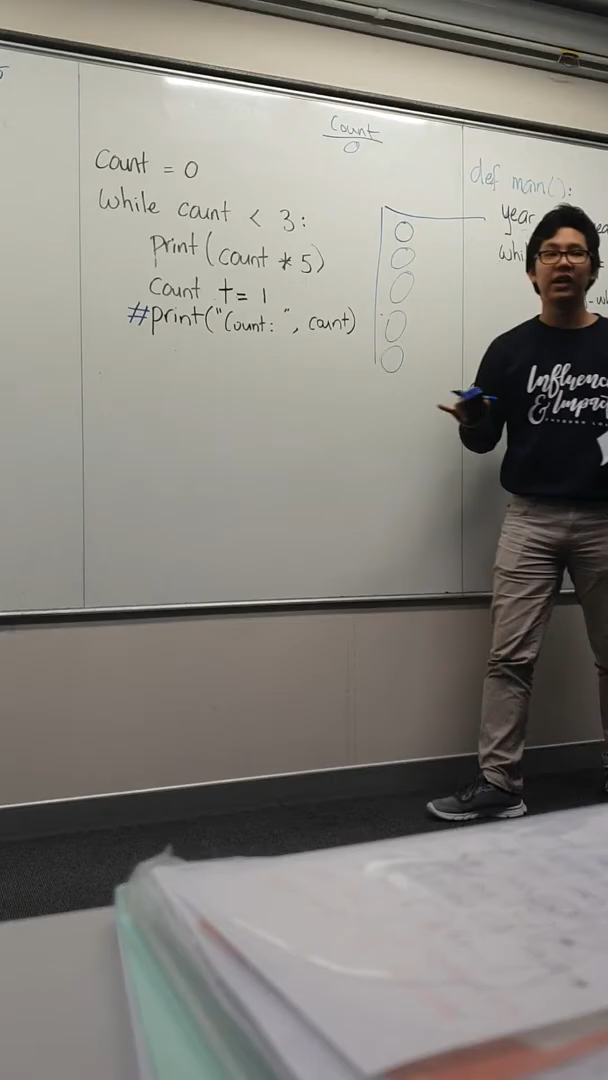 Count
0
Count = 0
while count < 3:
print(count * 5)
Count += 1
#print("Count: ", count)
def main():
year
whi
Influence
& Impact